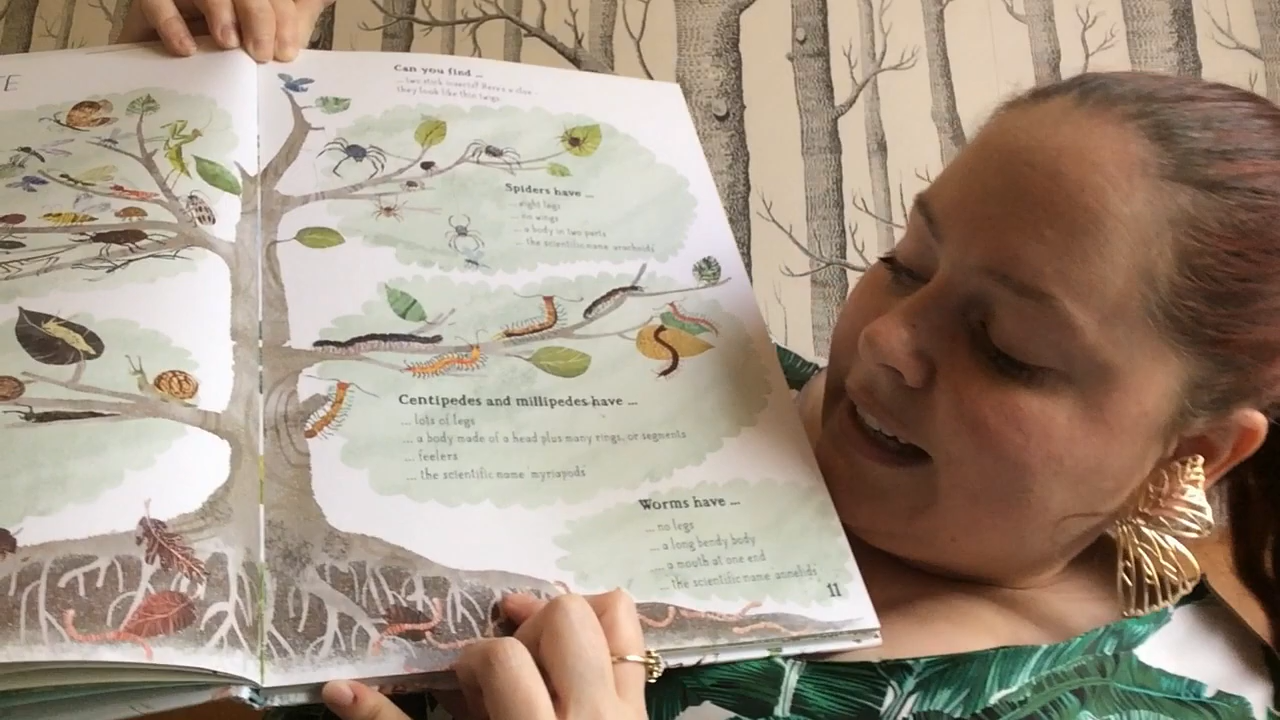 E
Can you find ...
... two stick insects? Here's a clue -
they look like thin twigs
Spiders have ...
... eight legs
... no wings
... a body in two parts
... the scientific name 'arachnids'
Centipedes and millipedes have ...
... lots of legs
... a body made of a head plus many rings, or segments
... feelers
... the scientific name 'myriapods'
Worms have ...
... no legs
... a long bendy body
... a mouth at one end
... the scientific name 'annelids'
11